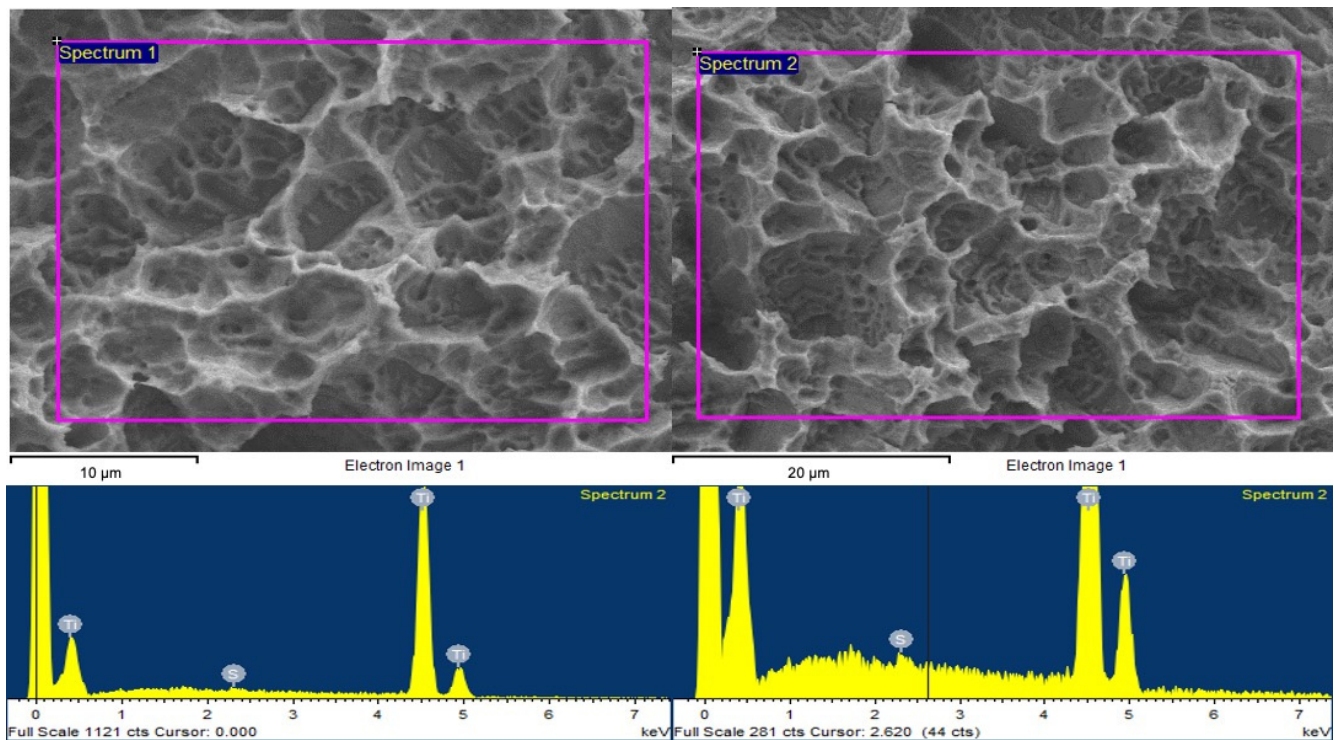 Spectrum 1
Spectrum 2
10 µm
Electron Image 1
20 µm
Electron Image 1
Spectrum 2
Ti
Ti
S
Ti
0 1 2 3 4 5 6 7
Full Scale 1121 cts Cursor: 0.000
keV
Spectrum 2
Ti
Ti
Ti
S
0 1 2 3 4 5 6 7
Full Scale 281 cts Cursor: 2.620 (44 cts)
keV